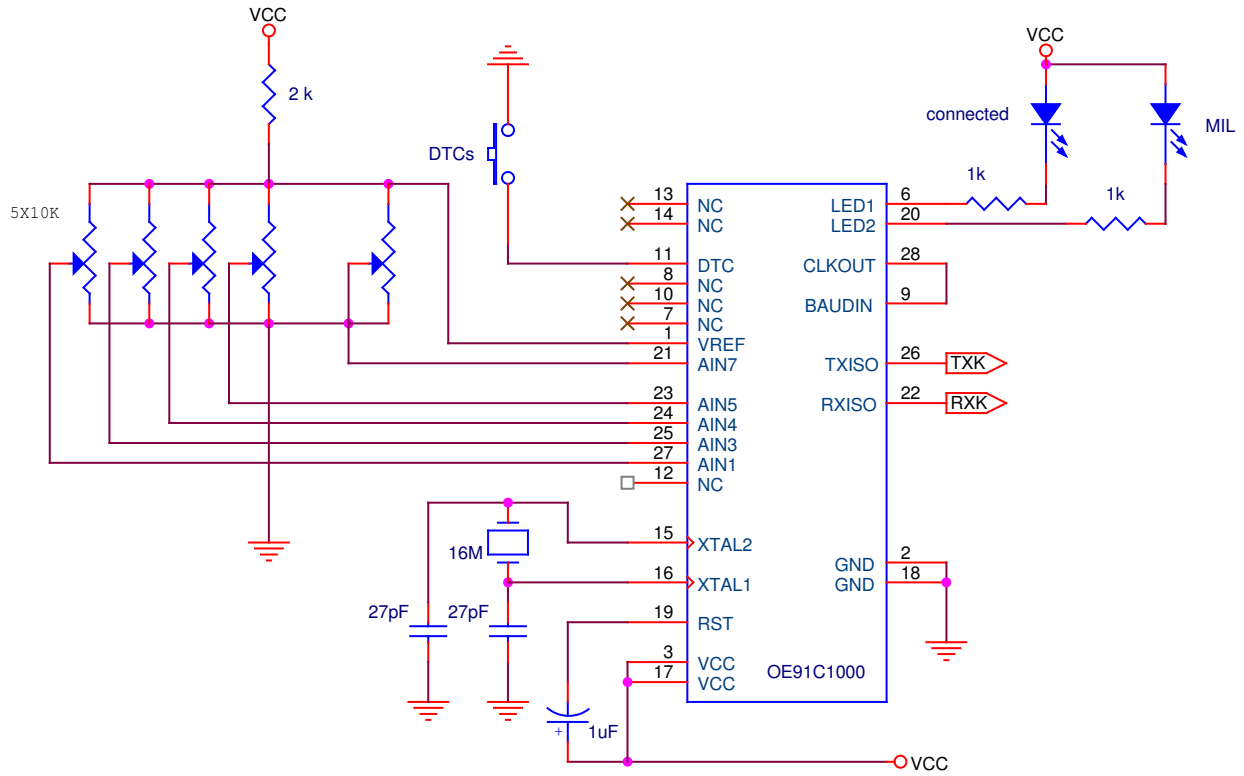 VCC
2 k
5X10K
DTCs
VCC
connected
MIL
1k
1k
13 NC
14 NC
11 DTC
8 NC
10 NC
7 NC
1 VREF
21 AIN7
23 AIN5
24 AIN4
25 AIN3
27 AIN1
12 NC
15 XTAL2
16 XTAL1
19 RST
3 VCC
17 VCC
LED1 6
LED2 20
CLKOUT 28
BAUDIN 9
TXISO 26 TXK
RXISO 22 RXK
GND 2
GND 18
OE91C1000
16M
27pF 27pF
+ 1uF
VCC